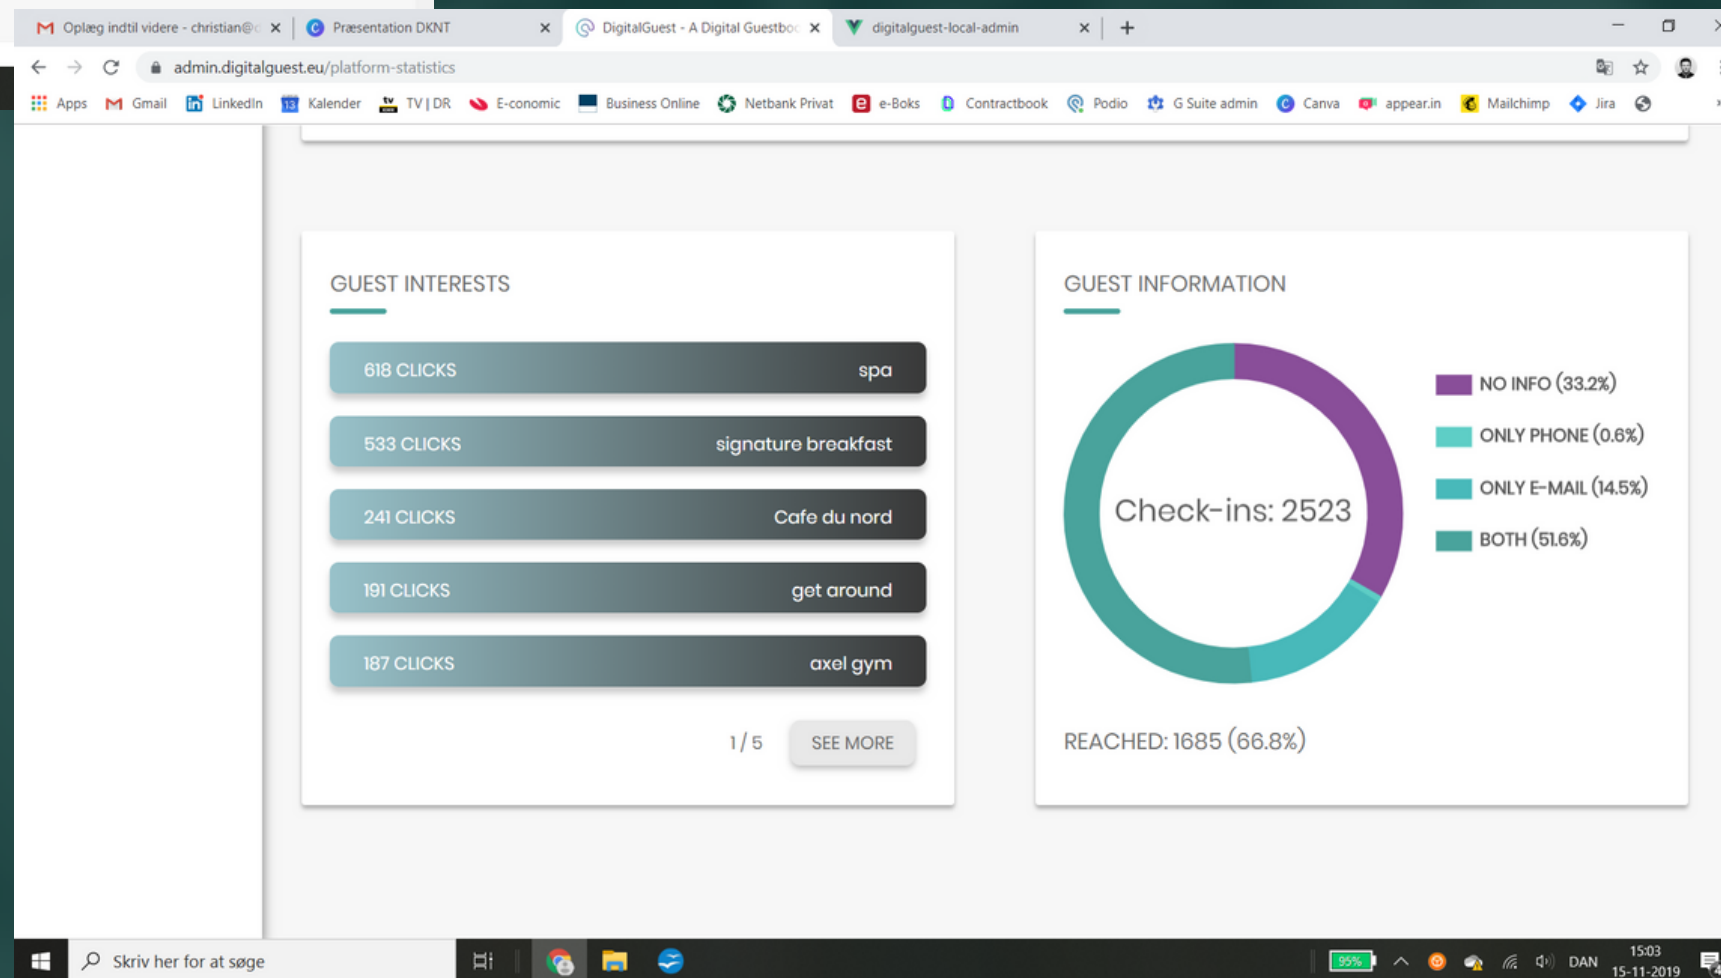 Oplæg indtil videre - christian@
Præsentation DKNT
DigitalGuest - A Digital Guestboo
digitalguest-local-admin
admin.digitalguest.eu/platform-statistics
Apps
Gmail
LinkedIn
13
Kalender
TV | DR
E-conomic
Business Online
Netbank Privat
e-Boks
Contractbook
Podio
G Suite admin
Canva
appear.in
Mailchimp
Jira
GUEST INTERESTS
618 CLICKS spa
533 CLICKS signature breakfast
241 CLICKS Cafe du nord
191 CLICKS get around
187 CLICKS axel gym
1 / 5 SEE MORE
GUEST INFORMATION
Check-ins: 2523
NO INFO (33.2%)
ONLY PHONE (0.6%)
ONLY E-MAIL (14.5%)
BOTH (51.6%)
REACHED: 1685 (66.8%)
Skriv her for at søge
95%
DAN
15:03
15-11-2019